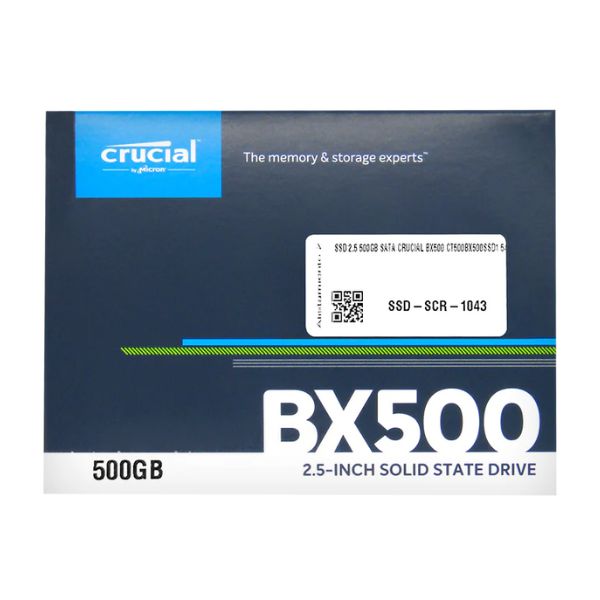 crucial
by Micron
The memory & storage experts™
SSD 2.5 500GB SATA CRUCIAL BX500 CT500BX500SSD1
SSD – SCR – 1043
BX500
500GB
2.5-INCH SOLID STATE DRIVE